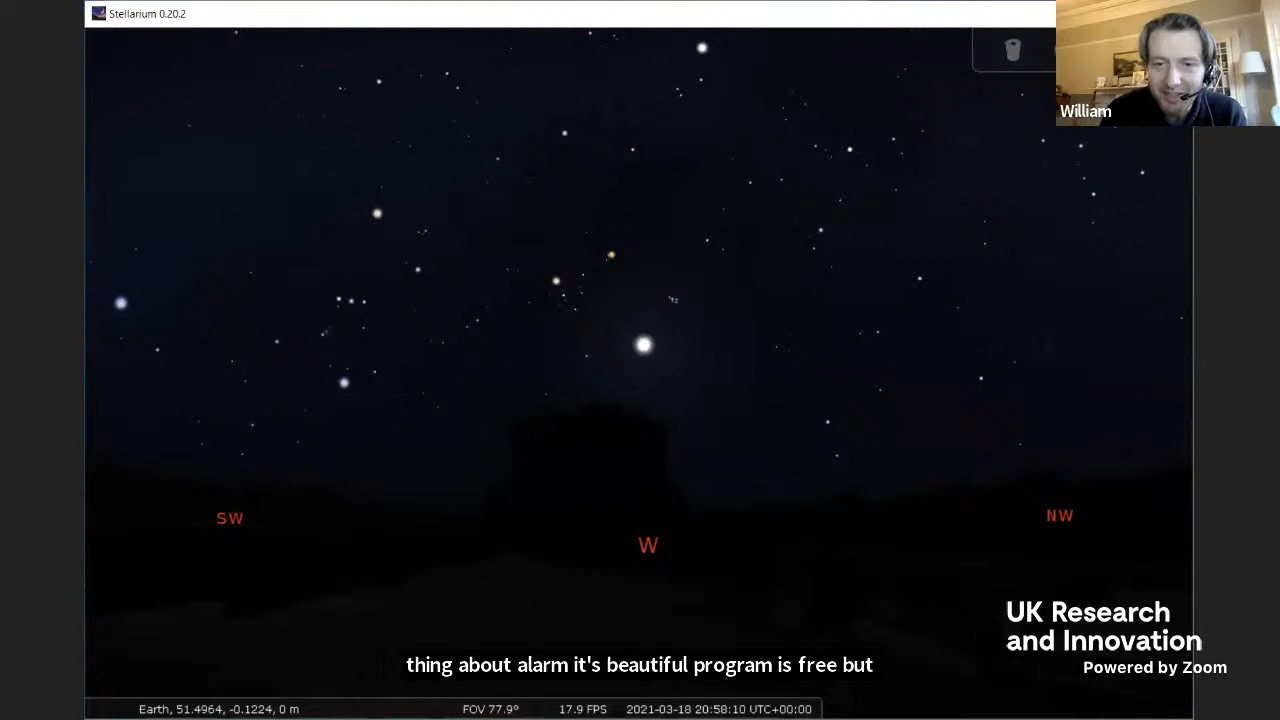 Stellarium 0.20.2
William
SW
W
NW
UK Research
and Innovation
Powered by Zoom
thing about alarm it's beautiful program is free but
Earth, 51.4964, -0.1224, 0 m
FOV 77.9°
17.9 FPS
2021-03-18 20:58:10 UTC+00:00